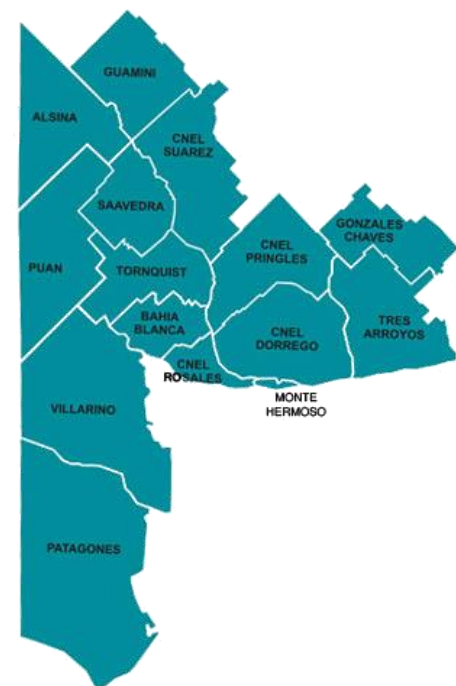 GUAMINI
ALSINA
CNEL
SUAREZ
SAAVEDRA
GONZALES
CHAVES
CNEL
PRINGLES
PUAN
TORNQUIST
BAHIA
BLANCA
CNEL
DORREGO
TRES
ARROYOS
CNEL
ROSALES
MONTE
HERMOSO
VILLARINO
PATAGONES